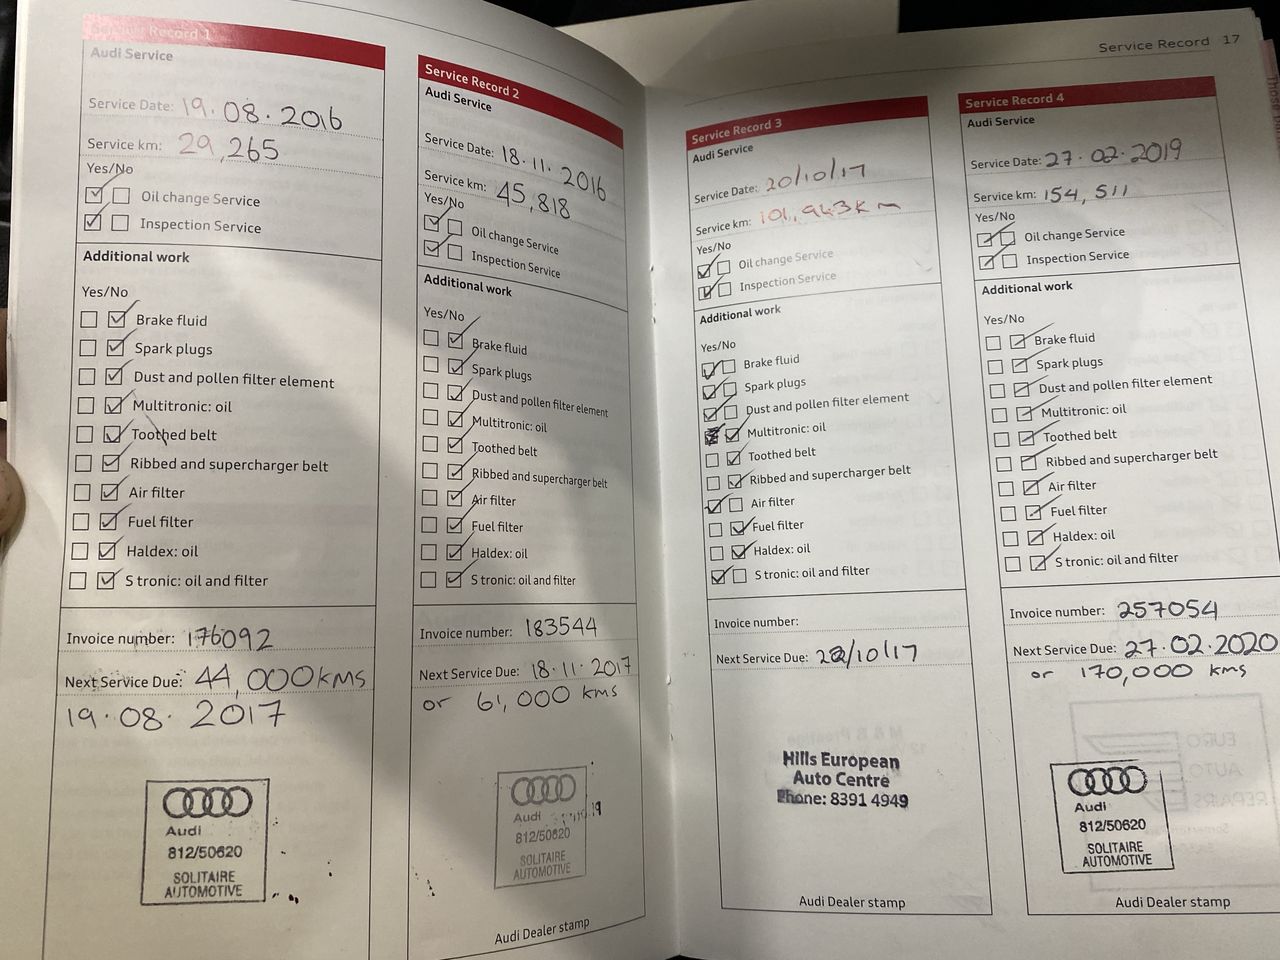 Service Record 1
Audi Service
Service Date: 19.08.2016
Service km: 29,265
Yes/No
Oil change Service
Inspection Service
Additional work
Yes/No
Brake fluid
Spark plugs
Dust and pollen filter element
Multitronic: oil
Toothed belt
Ribbed and supercharger belt
Air filter
Fuel filter
Haldex: oil
S tronic: oil and filter
Invoice number: 176092
Next Service Due: 44,000kms
19.08.2017
Audi
812/50620
SOLITAIRE
AUTOMOTIVE
Service Record 2
Audi Service
Service Date: 18.11.2016
Service km: 45,818
Yes/No
Oil change Service
Inspection Service
Additional work
Yes/No
Brake fluid
Spark plugs
Dust and pollen filter element
Multitronic: oil
Toothed belt
Ribbed and supercharger belt
Air filter
Fuel filter
Haldex: oil
S tronic: oil and filter
Invoice number: 183544
Next Service Due: 18.11.2017
or 61,000 kms
Audi
812/50620
SOLITAIRE
AUTOMOTIVE
Audi Dealer stamp
Service Record 17
Service Record 3
Audi Service
Service Date: 20/10/17
Service km: 101,943km
Yes/No
Oil change Service
Inspection Service
Additional work
Yes/No
Brake fluid
Spark plugs
Dust and pollen filter element
Multitronic: oil
Toothed belt
Ribbed and supercharger belt
Air filter
Fuel filter
Haldex: oil
S tronic: oil and filter
Invoice number:
Next Service Due: /10/17
Hills European
Auto Centre
Phone: 8391 4949
Audi Dealer stamp
Service Record 4
Audi Service
Service Date: 27.02.2019
Service km: 154,511
Yes/No
Oil change Service
Inspection Service
Additional work
Yes/No
Brake fluid
Spark plugs
Dust and pollen filter element
Multitronic: oil
Toothed belt
Ribbed and supercharger belt
Air filter
Fuel filter
Haldex: oil
S tronic: oil and filter
Invoice number: 257054
Next Service Due: 27.02.2020
or 170,000 kms
Audi
812/50620
SOLITAIRE
AUTOMOTIVE
EURO
AUTO
REPAIRS
Audi Dealer stamp